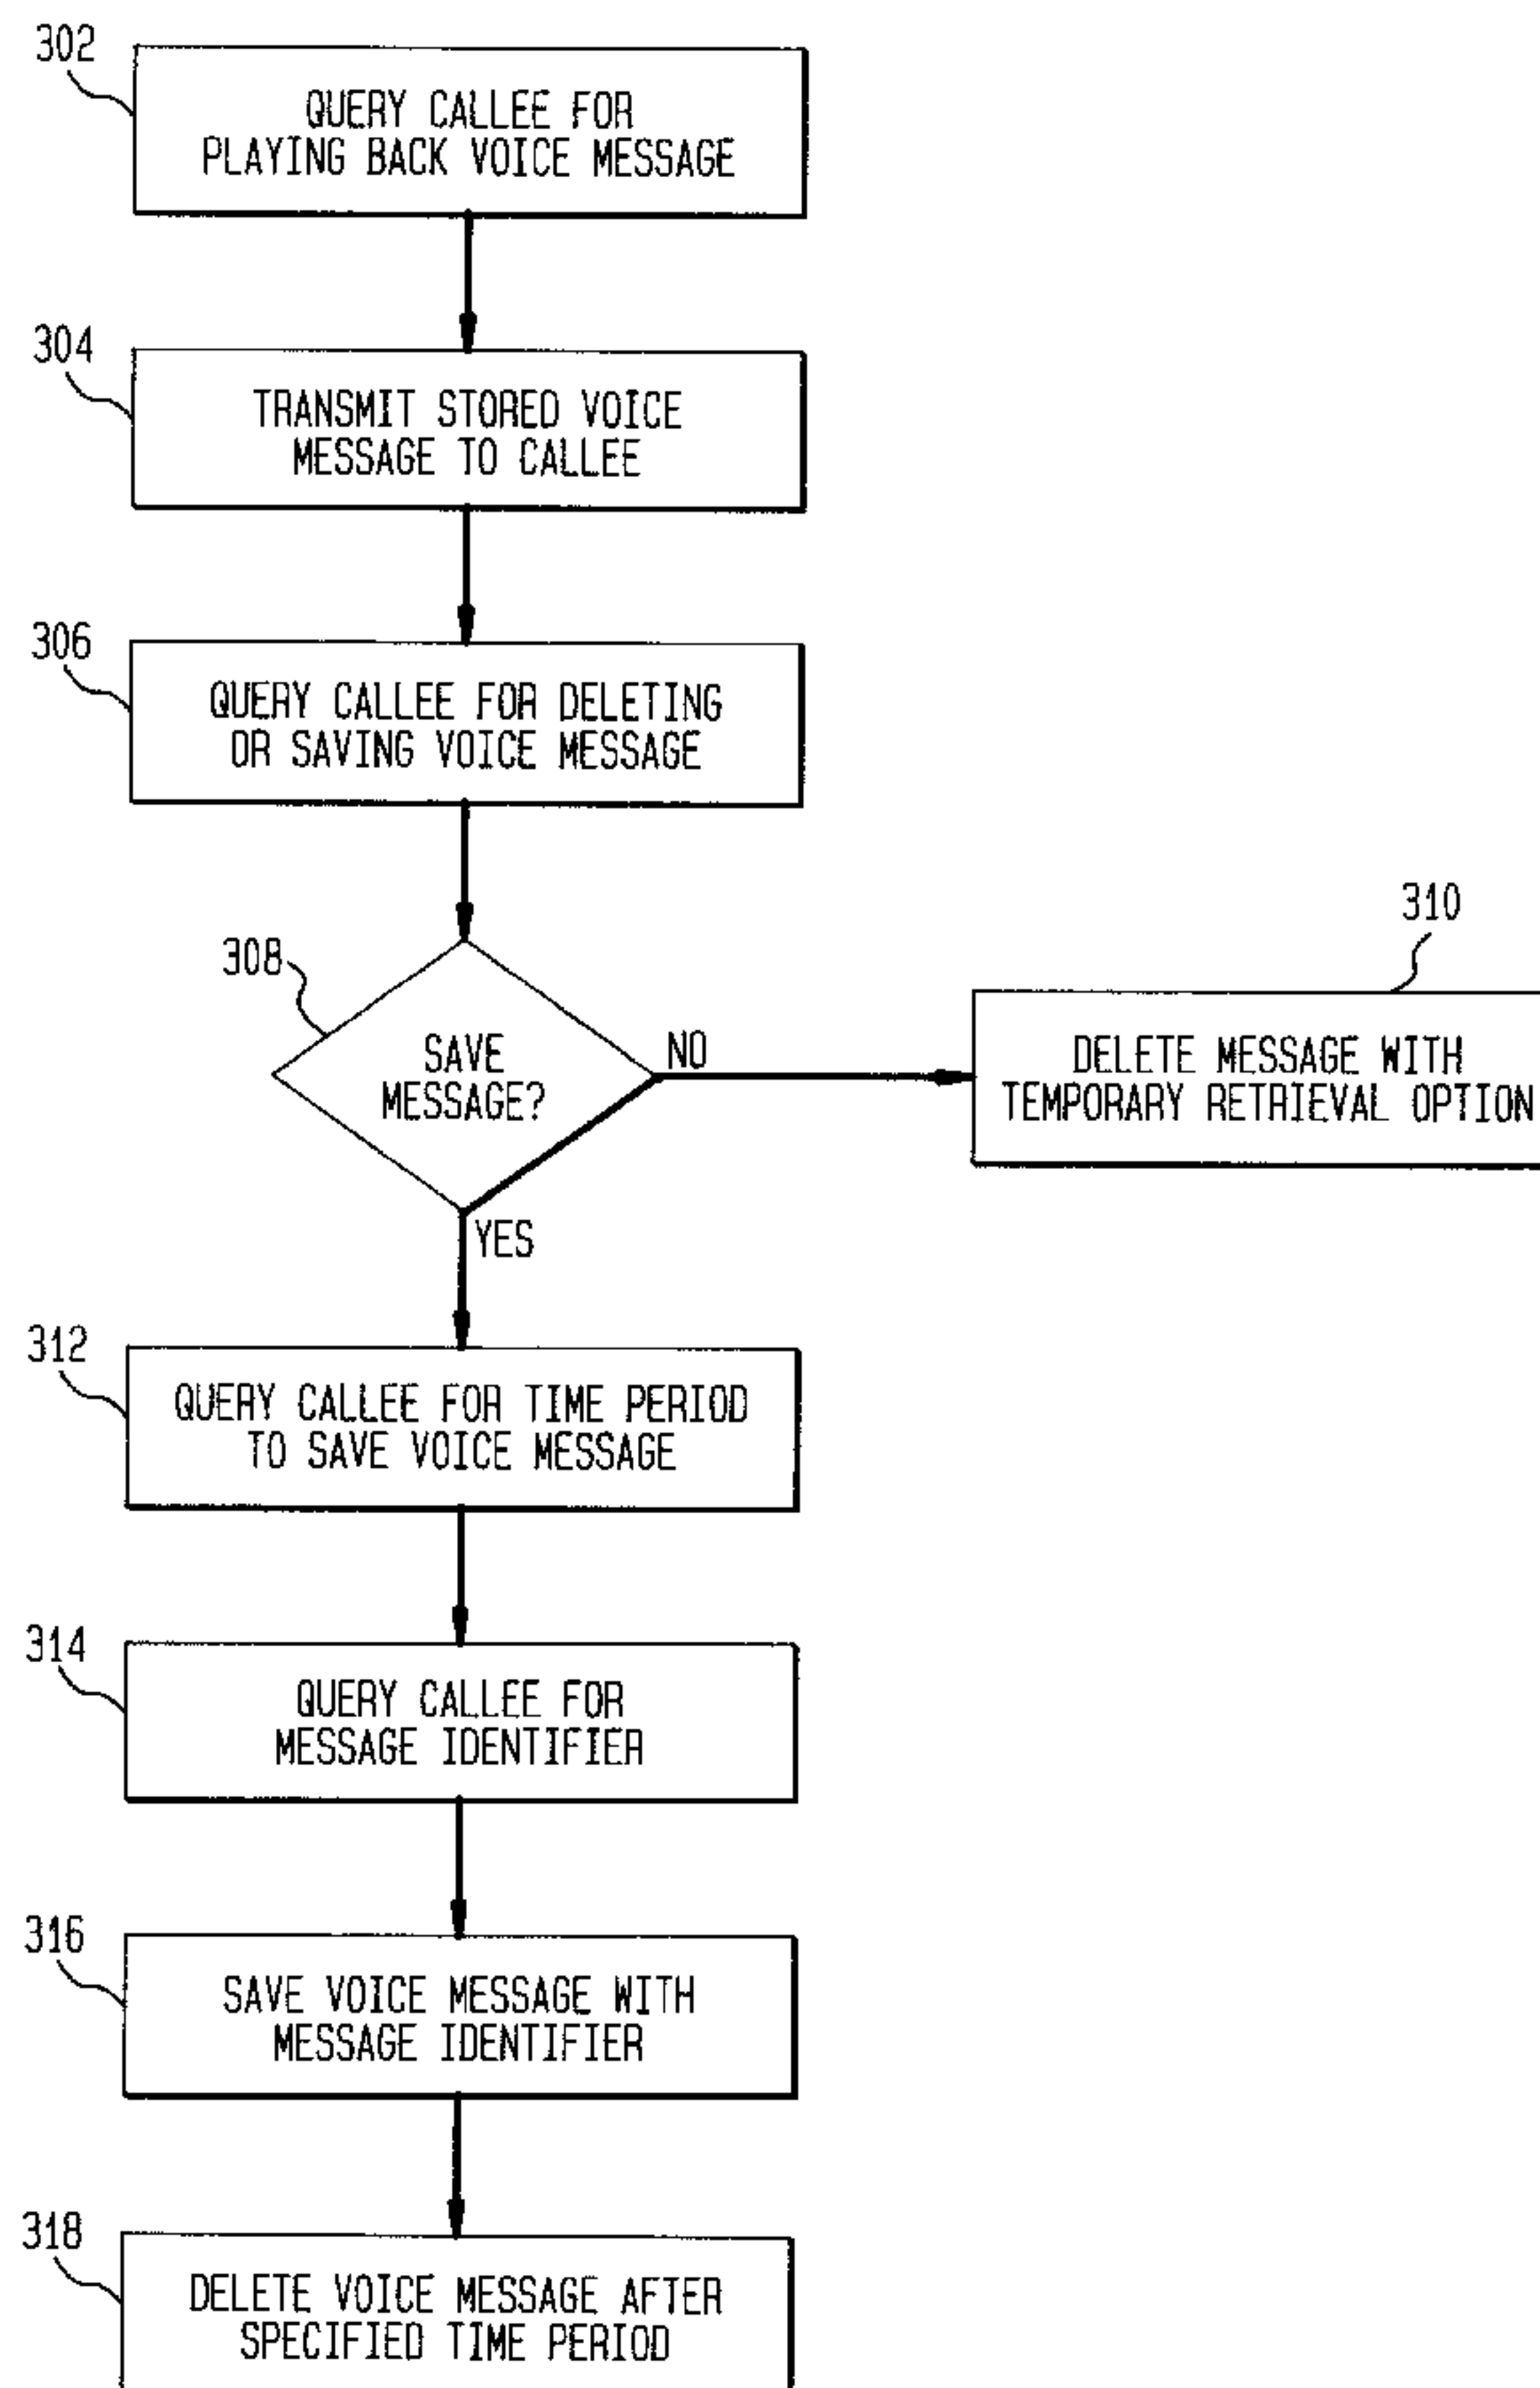 302
QUERY CALLEE FOR
PLAYING BACK VOICE MESSAGE
304
TRANSMIT STORED VOICE
MESSAGE TO CALLEE
306
QUERY CALLEE FOR DELETING
OR SAVING VOICE MESSAGE
308
SAVE
MESSAGE?
NO
310
DELETE MESSAGE WITH
TEMPORARY RETRIEVAL OPTION
YES
312
QUERY CALLEE FOR TIME PERIOD
TO SAVE VOICE MESSAGE
314
QUERY CALLEE FOR
MESSAGE IDENTIFIER
316
SAVE VOICE MESSAGE WITH
MESSAGE IDENTIFIER
318
DELETE VOICE MESSAGE AFTER
SPECIFIED TIME PERIOD